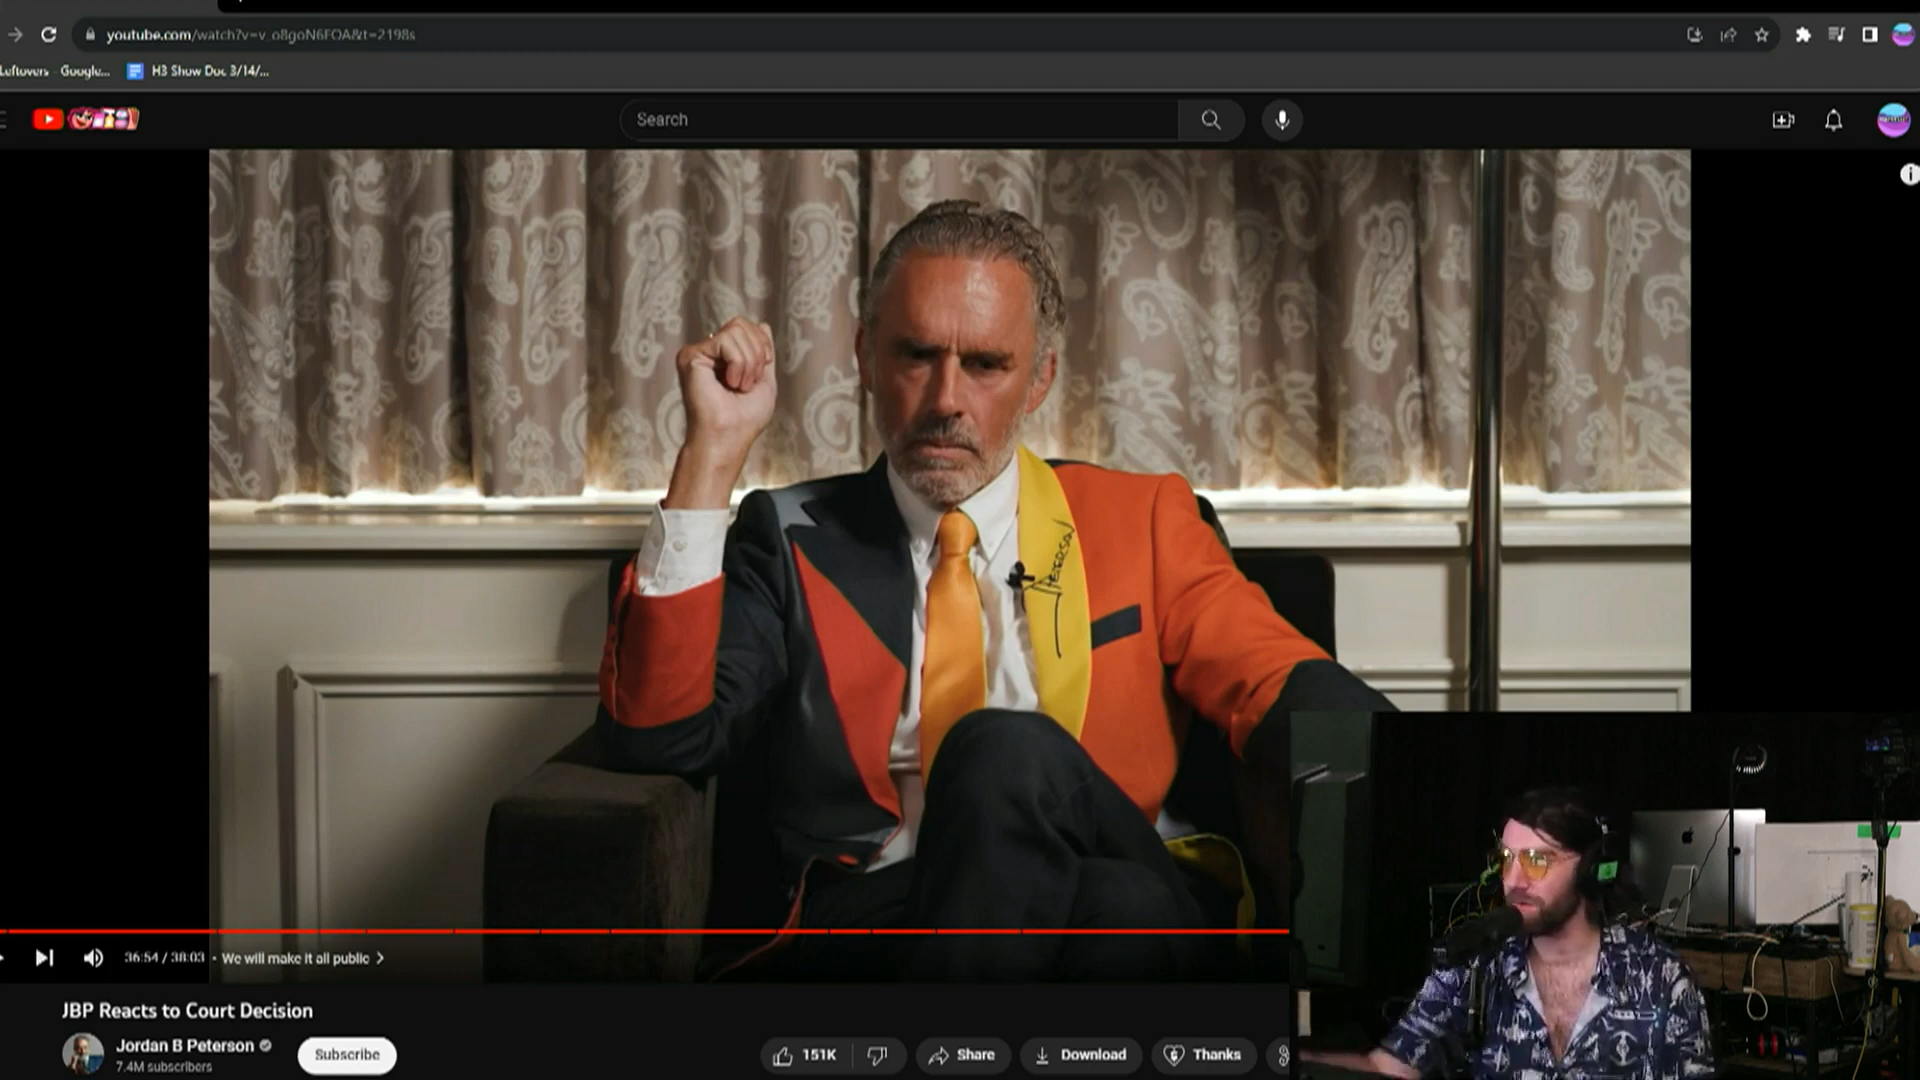 youtube.com/watch?v=v_o8goN6FOA&t=2198s
Leftovers - Google...
H3 Show Doc 3/14/...
Search
PETERSON
36:54 / 38:03 • We will make it all public >
JBP Reacts to Court Decision
Jordan B Peterson
7.4M subscribers
Subscribe
151K
Share
Download
Thanks